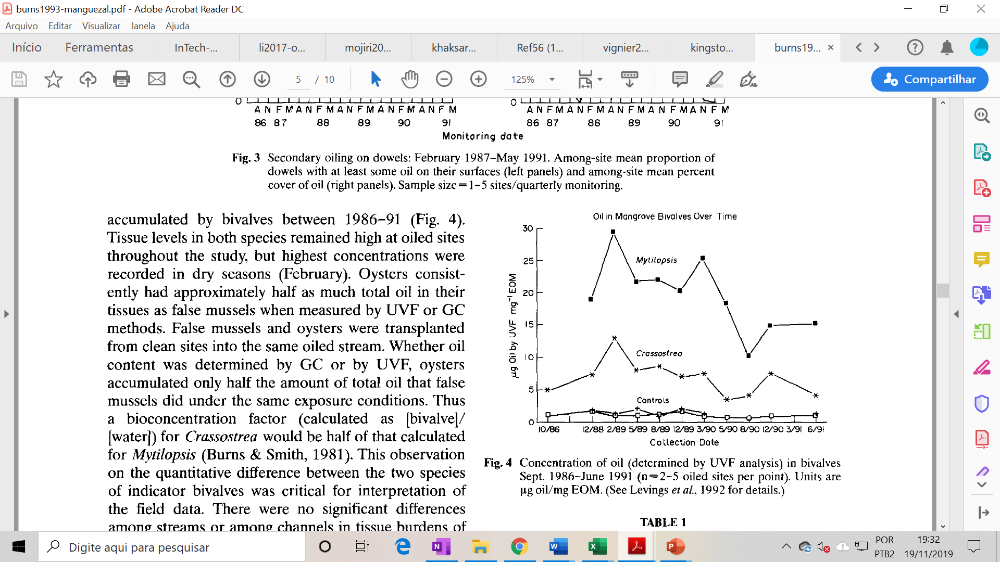 burns1993-manguezal.pdf - Adobe Acrobat Reader DC
Arquivo Editar Visualizar Janela Ajuda
Início Ferramentas InTech-... li2017-o... mojiri20... khaksar... Ref56 (1... vignier2... kingsto... burns19... ×
5 / 10 125% Compartilhar
0 0
A N F M A N F M A N F M A N F M A N F M
A N F M A N F M A N F M A N F M A N F M
86 87 88 89 90 91
86 87 88 89 90 91
Monitoring date
Fig. 3 Secondary oiling on dowels: February 1987–May 1991. Among-site mean proportion of
dowels with at least some oil on their surfaces (left panels) and among-site mean percent
cover of oil (right panels). Sample size = 1–5 sites/quarterly monitoring.
accumulated by bivalves between 1986–91 (Fig. 4).
Tissue levels in both species remained high at oiled sites
throughout the study, but highest concentrations were
recorded in dry seasons (February). Oysters consist-
ently had approximately half as much total oil in their
tissues as false mussels when measured by UVF or GC
methods. False mussels and oysters were transplanted
from clean sites into the same oiled stream. Whether oil
content was determined by GC or by UVF, oysters
accumulated only half the amount of total oil that false
mussels did under the same exposure conditions. Thus
a bioconcentration factor (calculated as [bivalve]/
[water]) for Crassostrea would be half of that calculated
for Mytilopsis (Burns & Smith, 1981). This observation
on the quantitative difference between the two species
of indicator bivalves was critical for interpretation of
the field data. There were no significant differences
among streams or among channels in tissue burdens of
Oil in Mangrove Bivalves Over Time
30
25
20
15
10
5
0
µg Oil by UVF mg⁻¹ EOM
Mytilopsis
Crassostrea
Controls
10/86 12/88 2/89 5/89 8/89 12/89 3/90 5/90 8/90 12/90 3/91 6/91
Collection Date
Fig. 4 Concentration of oil (determined by UVF analysis) in bivalves
Sept. 1986–June 1991 (n=2–5 oiled sites per point). Units are
µg oil/mg EOM. (See Levings et al., 1992 for details.)
TABLE 1
Digite aqui para pesquisar
POR
PTB2
19:32
19/11/2019